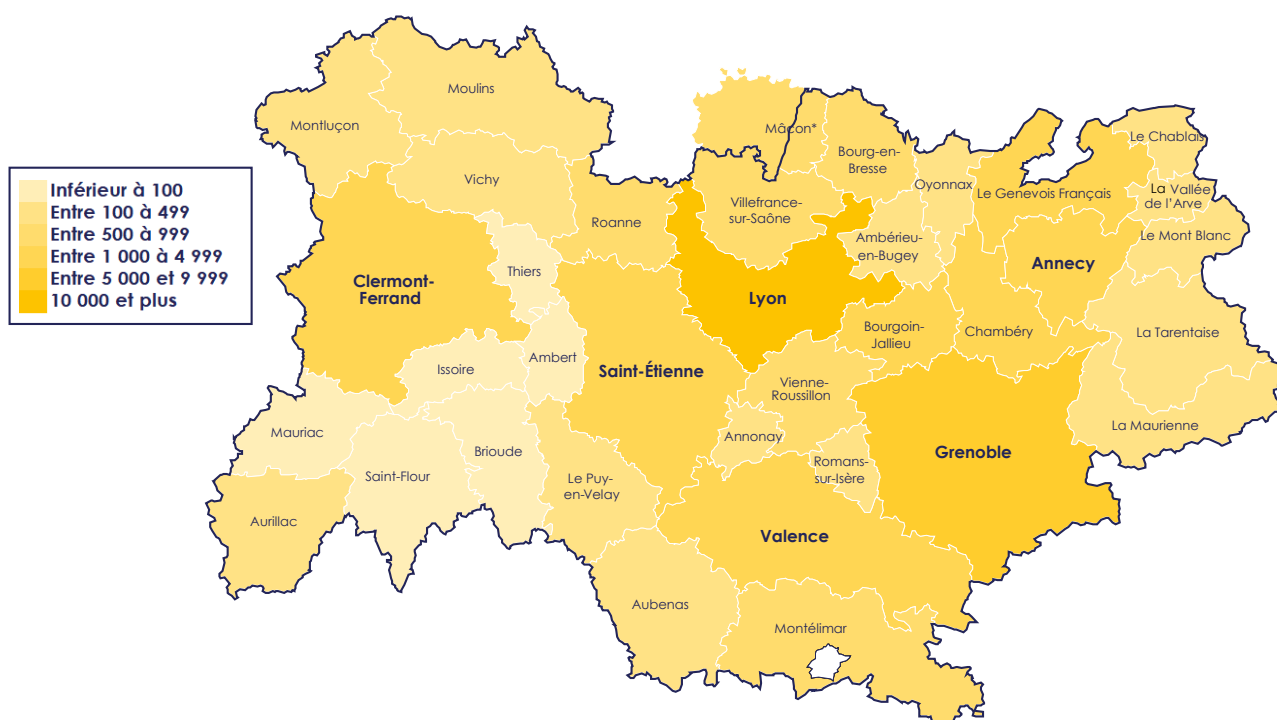 Inférieur à 100
Entre 100 à 499
Entre 500 à 999
Entre 1 000 à 4 999
Entre 5 000 et 9 999
10 000 et plus
Moulins
Montluçon
Vichy
Mâcon*
Bourg-en-
Bresse
Le Chablais
Oyonnax
Le Genevois Français
La Vallée
de l'Arve
Roanne
Villefrance-
sur-Saône
Ambérieu-
en-Bugey
Le Mont Blanc
Thiers
Clermont-
Ferrand
Lyon
Annecy
Bourgoin-
Jallieu
Chambéry
La Tarentaise
Issoire
Ambert
Saint-Étienne
Vienne-
Roussillon
Mauriac
Brioude
Annonay
La Maurienne
Saint-Flour
Le Puy-
en-Velay
Romans-
sur-Isère
Grenoble
Aurillac
Valence
Aubenas
Montélimar